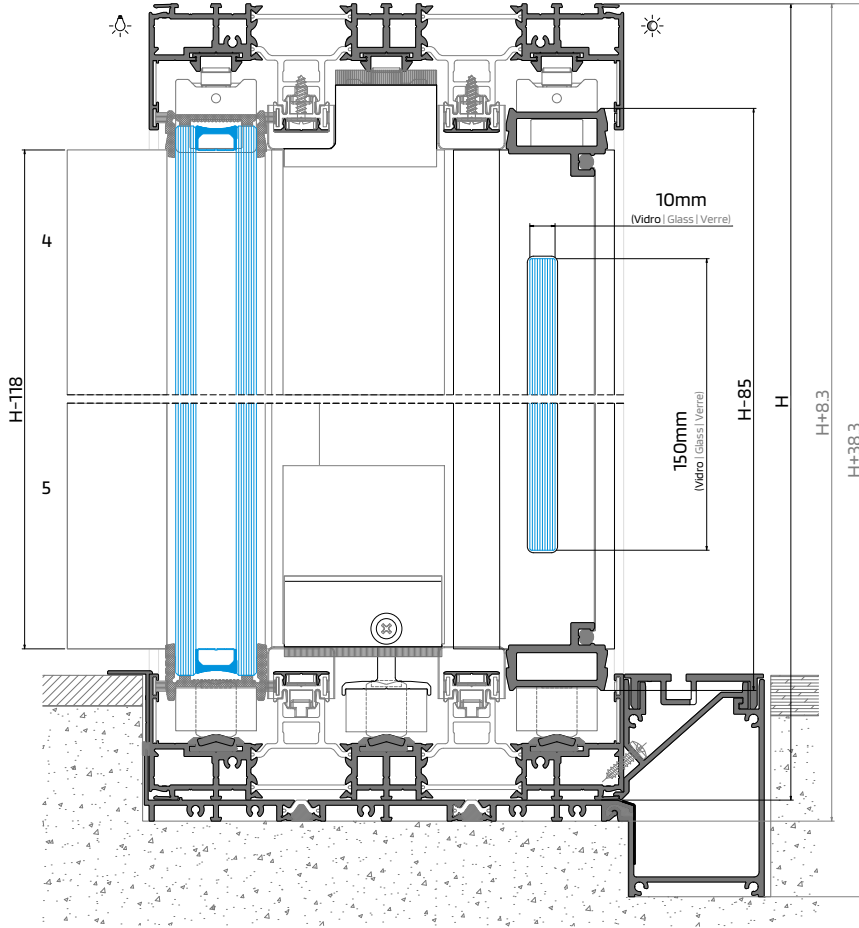 10mm
(Vidro | Glass | Verre)
4
H-118
150mm
(Vidro | Glass | Verre)
H-85
H
H+8.3
H+38.3
5